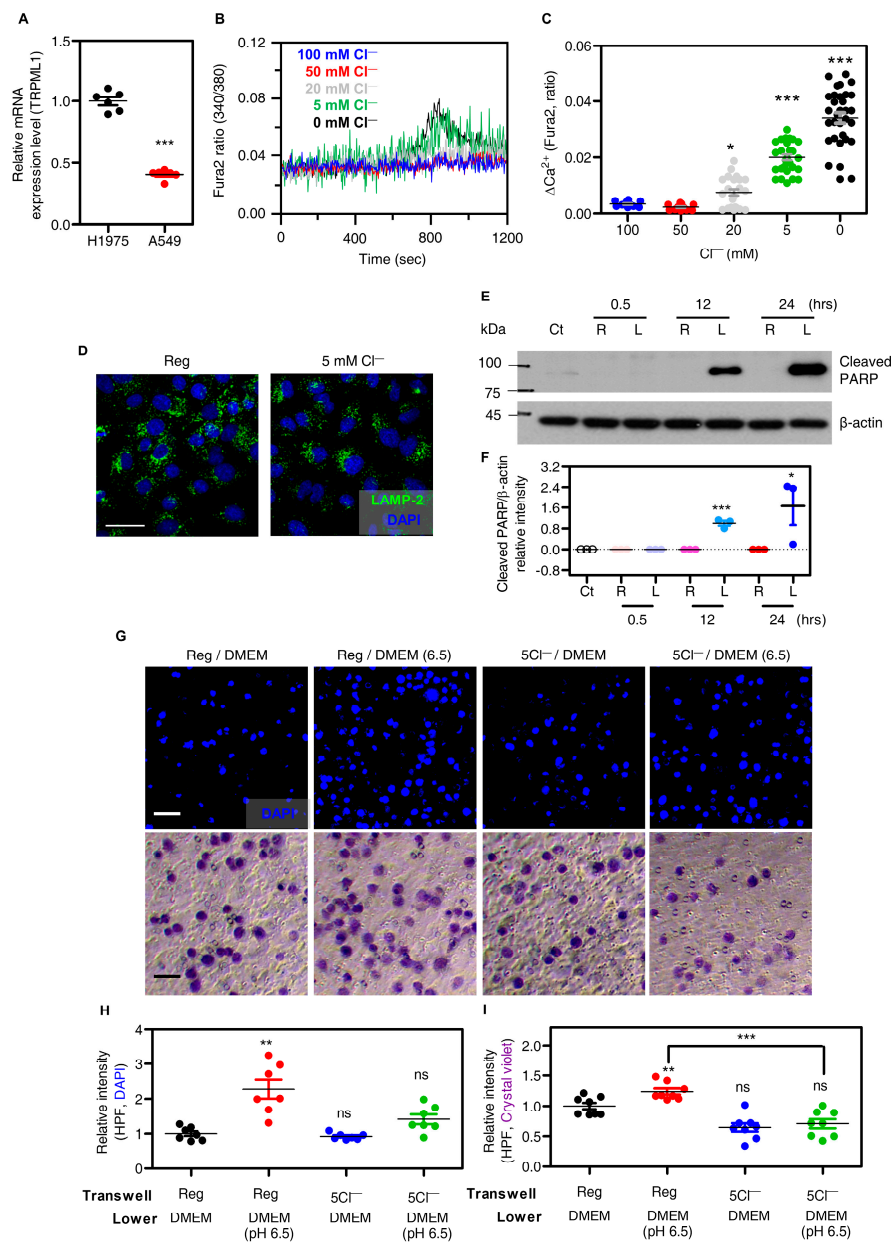 A
Relative mRNA
expression level (TRPML1)
1.5
1.0
0.5
0.0
***
H1975 A549
B
Fura2 ratio (340/380)
0.12
0.08
0.04
0.00
100 mM Cl—
50 mM Cl—
20 mM Cl—
5 mM Cl—
0 mM Cl—
0 400 800 1200
Time (sec)
C
ΔCa2+ (Fura2, ratio)
0.06
0.04
0.02
0.00
* *** ***
100 50 20 5 0
Cl— (mM)
D
Reg 5 mM Cl—
LAMP-2
DAPI
E
0.5 12 24 (hrs)
kDa Ct R L R L R L
100
75
45
Cleaved
PARP
β-actin
F
Cleaved PARP/β-actin
relative intensity
3.2
2.4
1.6
0.8
0.0
-0.8
*** *
Ct R L R L R L
0.5 12 24 (hrs)
G
Reg / DMEM Reg / DMEM (6.5) 5Cl—/ DMEM 5Cl—/ DMEM (6.5)
DAPI
H
Relative intensity
(HPF, DAPI)
4
3
2
1
0
** ns ns
Transwell Reg Reg 5Cl— 5Cl—
Lower DMEM DMEM DMEM DMEM
(pH 6.5) (pH 6.5)
I
Relative intensity
(HPF, Crystal violet)
2.0
1.5
1.0
0.5
0.0
***
** ns ns
Transwell Reg Reg 5Cl— 5Cl—
Lower DMEM DMEM DMEM DMEM
(pH 6.5) (pH 6.5)